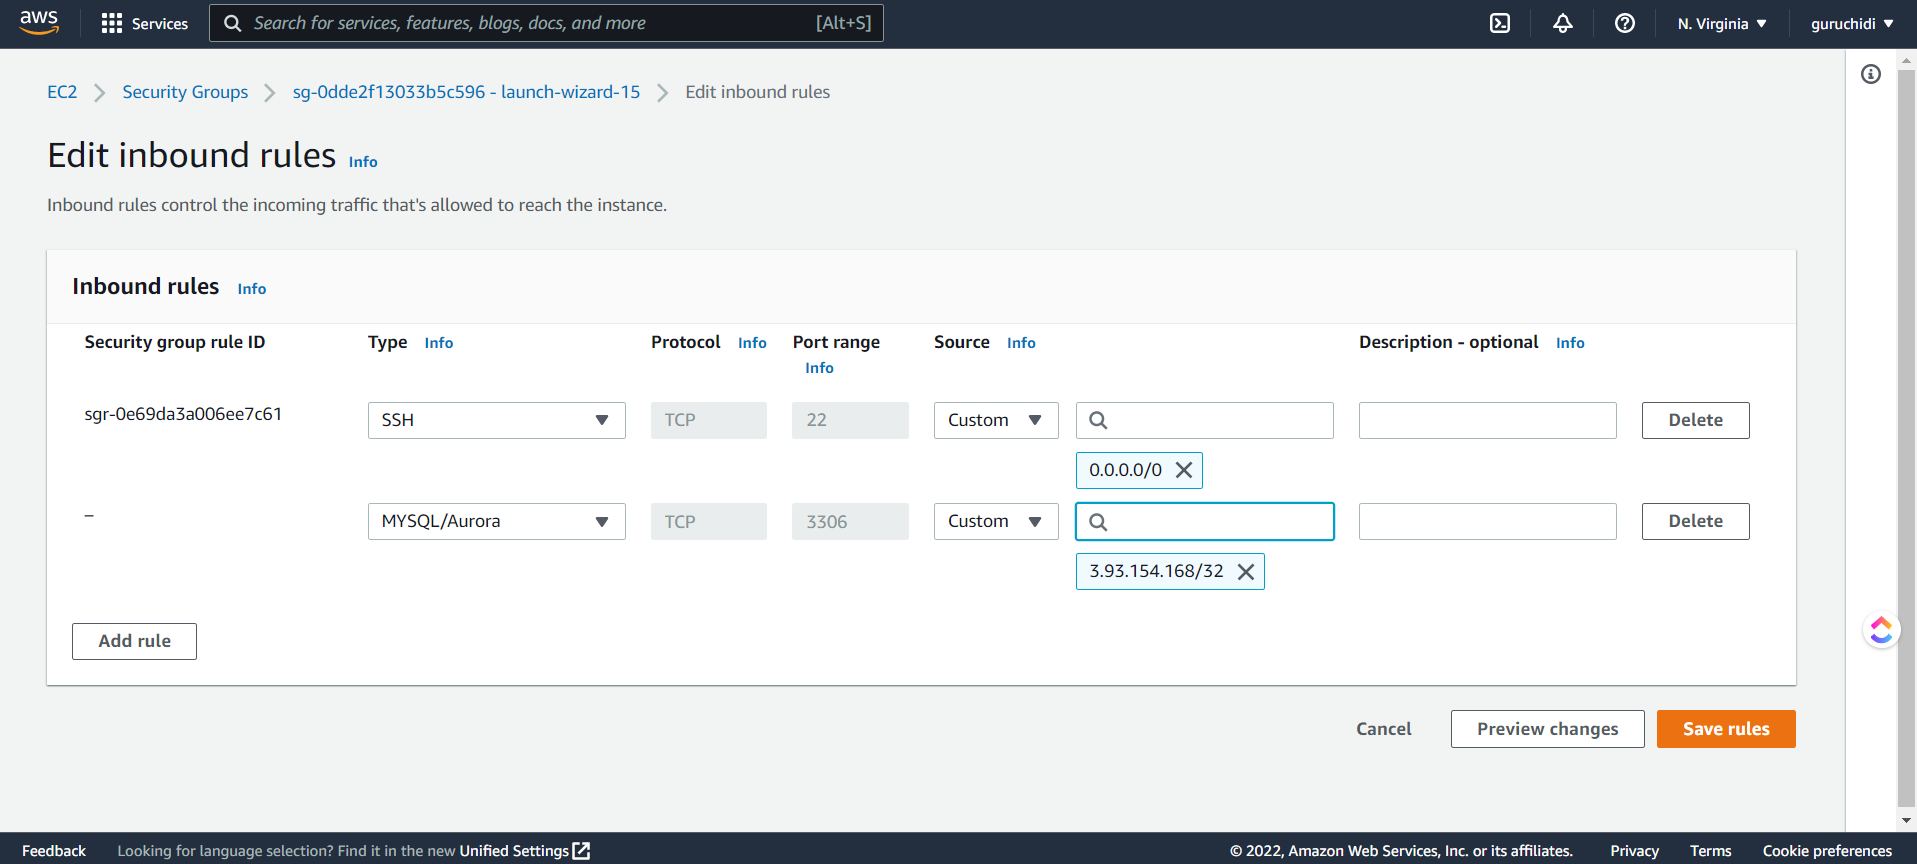 aws Services Search for services, features, blogs, docs, and more [Alt+S] N. Virginia guruchidi
EC2 Security Groups sg-0dde2f13033b5c596 - launch-wizard-15 Edit inbound rules
Edit inbound rules Info
Inbound rules control the incoming traffic that's allowed to reach the instance.
Inbound rules Info
Security group rule ID Type Info Protocol Info Port range Source Info Description - optional Info
Info
sgr-0e69da3a006ee7c61 SSH TCP 22 Custom Delete
0.0.0.0/0
– MYSQL/Aurora TCP 3306 Custom Delete
3.93.154.168/32
Add rule
Cancel Preview changes Save rules
Feedback Looking for language selection? Find it in the new Unified Settings © 2022, Amazon Web Services, Inc. or its affiliates. Privacy Terms Cookie preferences